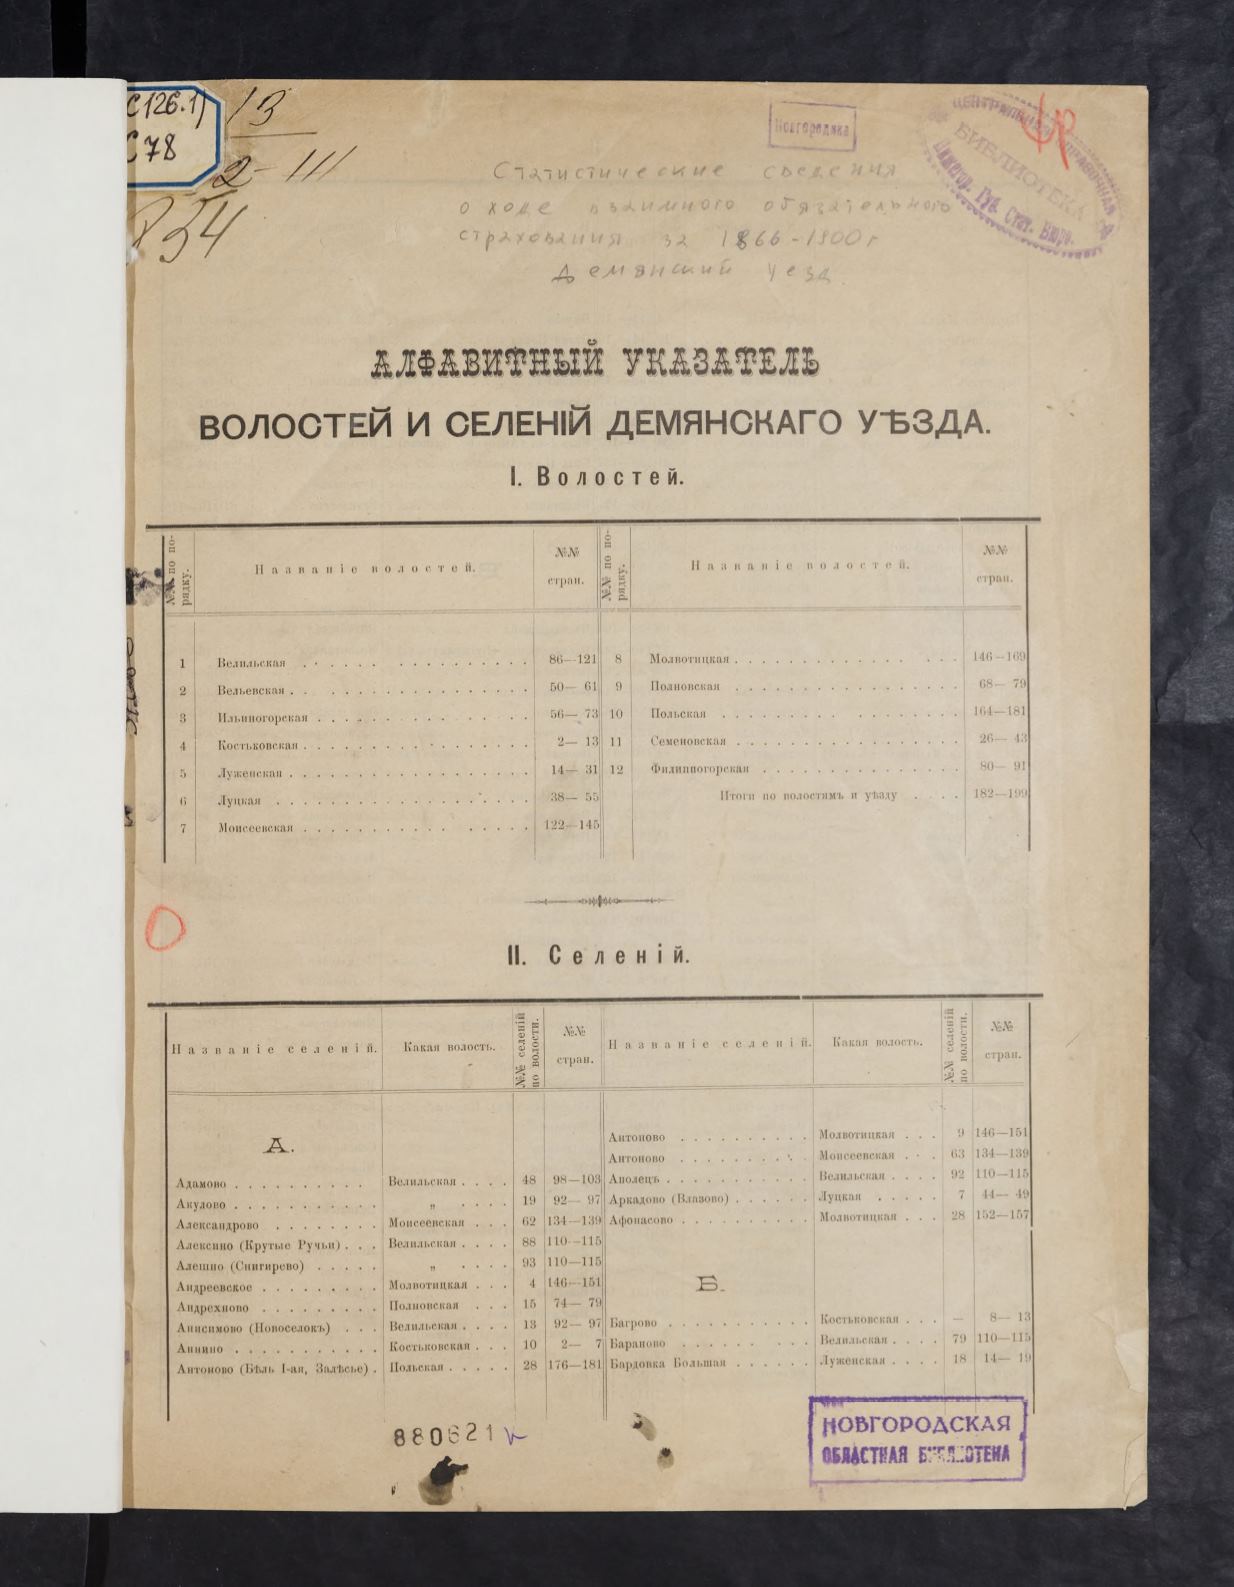 С126.1)
С78
13
2-III
54
Новгородика
ЦЕНТРАЛЬНАЯ СПРАВОЧНАЯ
БИБЛИОТЕКА
Губ. Стат. Бюро.
Статистические сведения
о ходе взаимного обязательного
страхования за 1866-1900 г
Демянский уезд
АЛФАВИТНЫЙ УКАЗАТЕЛЬ
ВОЛОСТЕЙ И СЕЛЕНІЙ ДЕМЯНСКАГО УѢЗДА.
I. Волостей.
№№ по порядку. Названіе волостей. №№ стран. №№ по порядку. Названіе волостей. №№ стран.
1 Велильская 86—121 8 Молвотицкая 146—169
2 Вельевская 50— 61 9 Полновская 68— 79
3 Ильиногорская 56— 73 10 Польская 164—181
4 Костьковская 2— 13 11 Семеновская 26— 43
5 Луженская 14— 31 12 Филиппогорская 80— 91
6 Луцкая 38— 55 Итоги по волостямъ и уѣзду 182—199
7 Моисеевская 122—145
II. Селеній.
Названіе селеній. Какая волость. №№ селеній по волости. №№ стран. Названіе селеній. Какая волость. №№ селеній по волости. №№ стран.
А.
Адамово Велильская 48 98—103
Акулово „ 19 92— 97
Александрово Моисеевская 62 134—139
Алексино (Крутые Ручьи) Велильская 88 110—115
Алешно (Снигирево) „ 93 110—115
Андреевское Молвотицкая 4 146—151
Андрехново Полновская 15 74— 79
Анисимово (Новоселокъ) Велильская 13 92— 97
Аннино Костьковская 10 2— 7
Антоново (Бѣль I-ая, Залѣсье) Польская 28 176—181
Антоново Молвотицкая 9 146—151
Антоново Моисеевская 63 134—139
Аполецъ Велильская 92 110—115
Аркадово (Влазово) Луцкая 7 44— 49
Афонасово Молвотицкая 28 152—157
Б.
Багрово Костьковская — 8— 13
Бараново Велильская 79 110—115
Бардовка Большая Луженская 18 14— 19
880621
НОВГОРОДСКАЯ
ОБЛАСТНАЯ БИБЛИОТЕКА